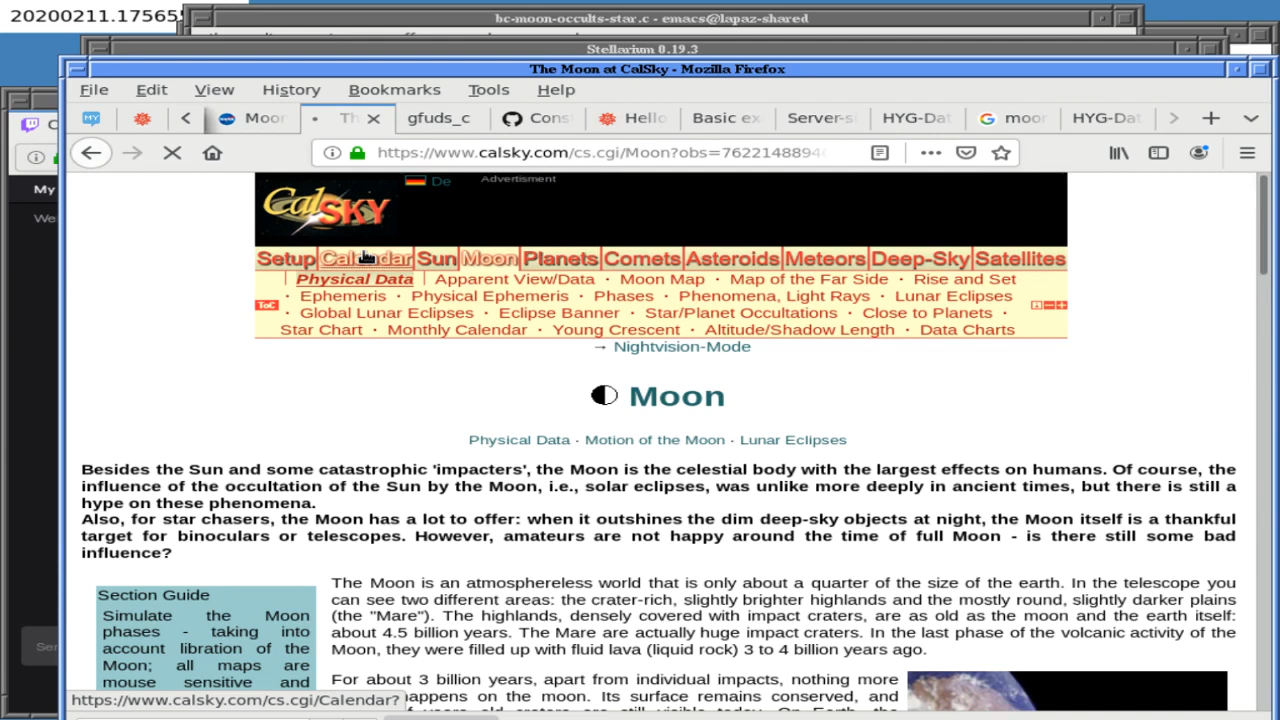 20200211.17565
bc-moon-occults-star.c - emacs@lapaz-shared
Stellarium 0.19.3
The Moon at CalSky - Mozilla Firefox
File Edit View History Bookmarks Tools Help
Moor Th gfuds_c Cons Hello Basic ex Server-si HYG-Dat moor HYG-Dat
https://www.calsky.com/cs.cgi/Moon?obs=7622148894
My
We
CalSKY De Advertisment
Setup Calendar Sun Moon Planets Comets Asteroids Meteors Deep-Sky Satellites
Physical Data | Apparent View/Data · Moon Map · Map of the Far Side · Rise and Set
· Ephemeris · Physical Ephemeris · Phases · Phenomena, Light Rays · Lunar Eclipses
ToC
· Global Lunar Eclipses · Eclipse Banner · Star/Planet Occultations · Close to Planets ·
Star Chart · Monthly Calendar · Young Crescent · Altitude/Shadow Length · Data Charts
→ Nightvision-Mode
Moon
Physical Data · Motion of the Moon · Lunar Eclipses
Besides the Sun and some catastrophic 'impacters', the Moon is the celestial body with the largest effects on humans. Of course, the
influence of the occultation of the Sun by the Moon, i.e., solar eclipses, was unlike more deeply in ancient times, but there is still a
hype on these phenomena.
Also, for star chasers, the Moon has a lot to offer: when it outshines the dim deep-sky objects at night, the Moon itself is a thankful
target for binoculars or telescopes. However, amateurs are not happy around the time of full Moon - is there still some bad
influence?
Section Guide
Simulate the Moon
phases - taking into
account libration of the
Moon; all maps are
mouse sensitive and
The Moon is an atmosphereless world that is only about a quarter of the size of the earth. In the telescope you
can see two different areas: the crater-rich, slightly brighter highlands and the mostly round, slightly darker plains
(the "Mare"). The highlands, densely covered with impact craters, are as old as the moon and the earth itself:
about 4.5 billion years. The Mare are actually huge impact craters. In the last phase of the volcanic activity of the
Moon, they were filled up with fluid lava (liquid rock) 3 to 4 billion years ago.
For about 3 billion years, apart from individual impacts, nothing more
appens on the moon. Its surface remains conserved, and
Sen
https://www.calsky.com/cs.cgi/Calendar?